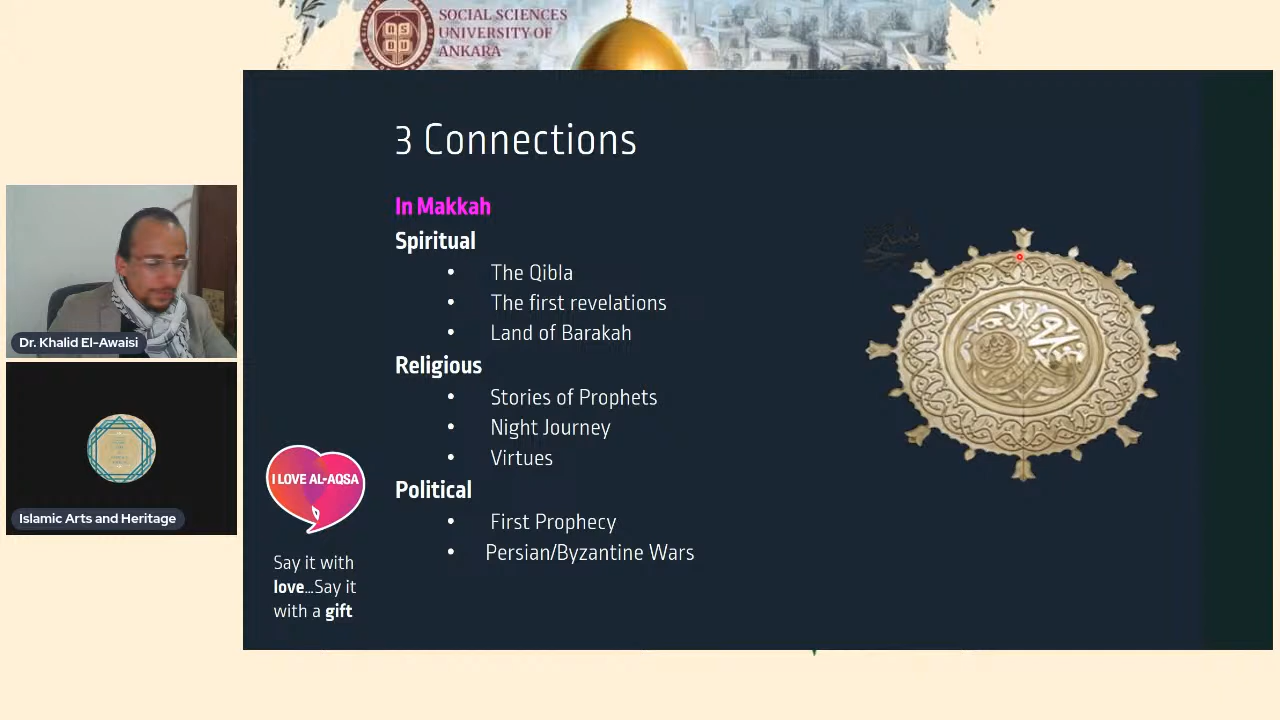 SOCIAL SCIENCES
UNIVERSITY OF
ANKARA
3 Connections
In Makkah
Spiritual
• The Qibla
• The first revelations
• Land of Barakah
Religious
• Stories of Prophets
• Night Journey
• Virtues
Political
• First Prophecy
• Persian/Byzantine Wars
Dr. Khalid El-Awaisi
Islamic Arts and Heritage
I LOVE AL-AQSA
Say it with
love...Say it
with a gift
محمد